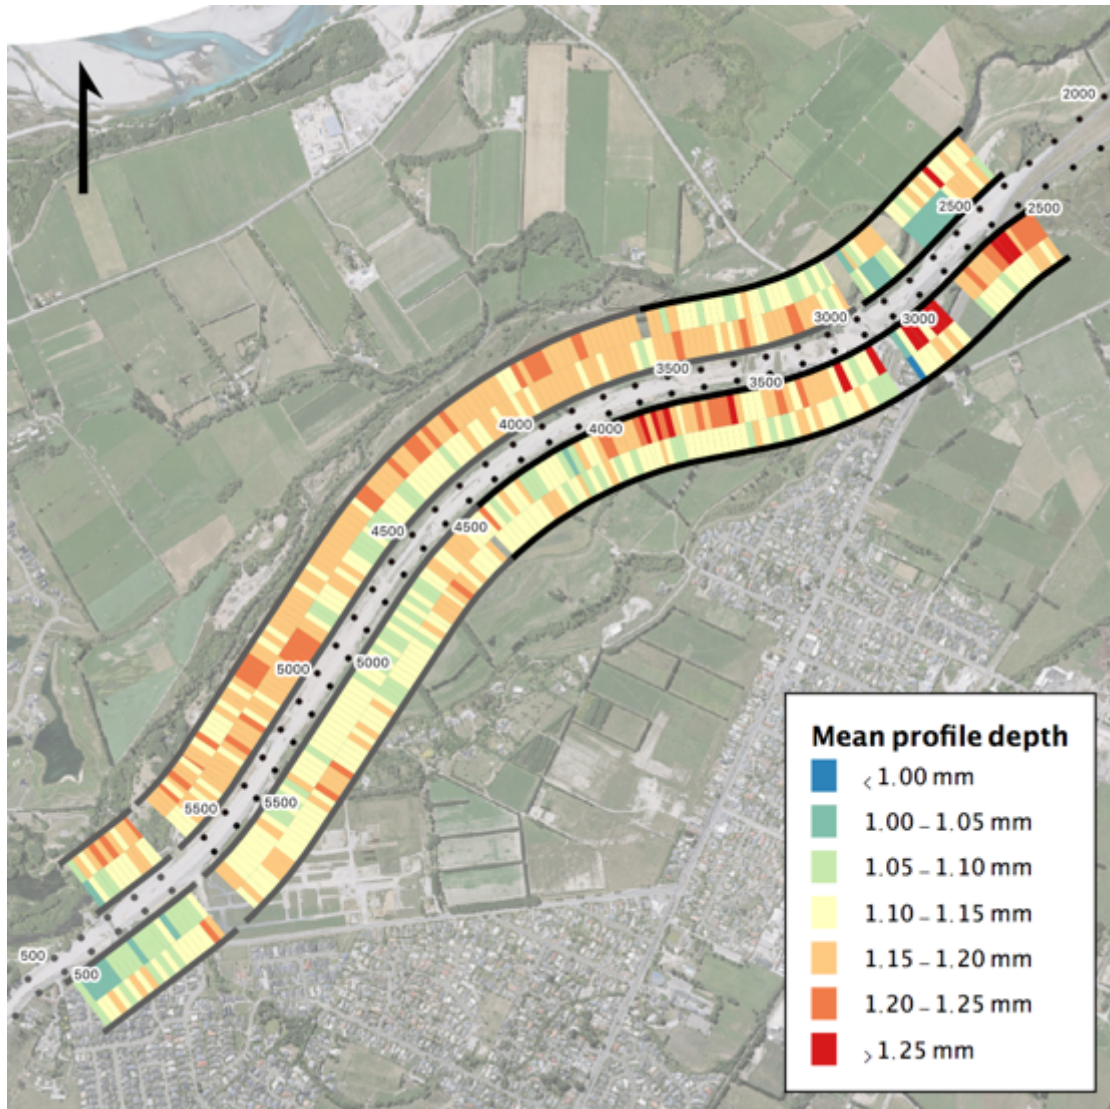 2000
2500
2500
3000
3000
3500
3500
4000
4000
4500
4500
5000
5000
5500
5500
500
500
Mean profile depth
< 1.00 mm
1.00 – 1.05 mm
1.05 – 1.10 mm
1.10 – 1.15 mm
1.15 – 1.20 mm
1.20 – 1.25 mm
> 1.25 mm